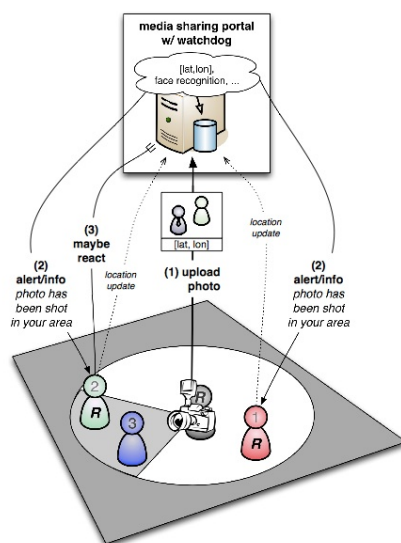 media sharing portal
w/ watchdog
[lat,lon],
face recognition, ...
[lat, lon]
(3)
maybe
react
location
update
(1) upload
photo
location
update
(2)
alert/info
photo has
been shot
in your area
(2)
alert/info
photo has
been shot
in your area
2
R
3
R
1
R